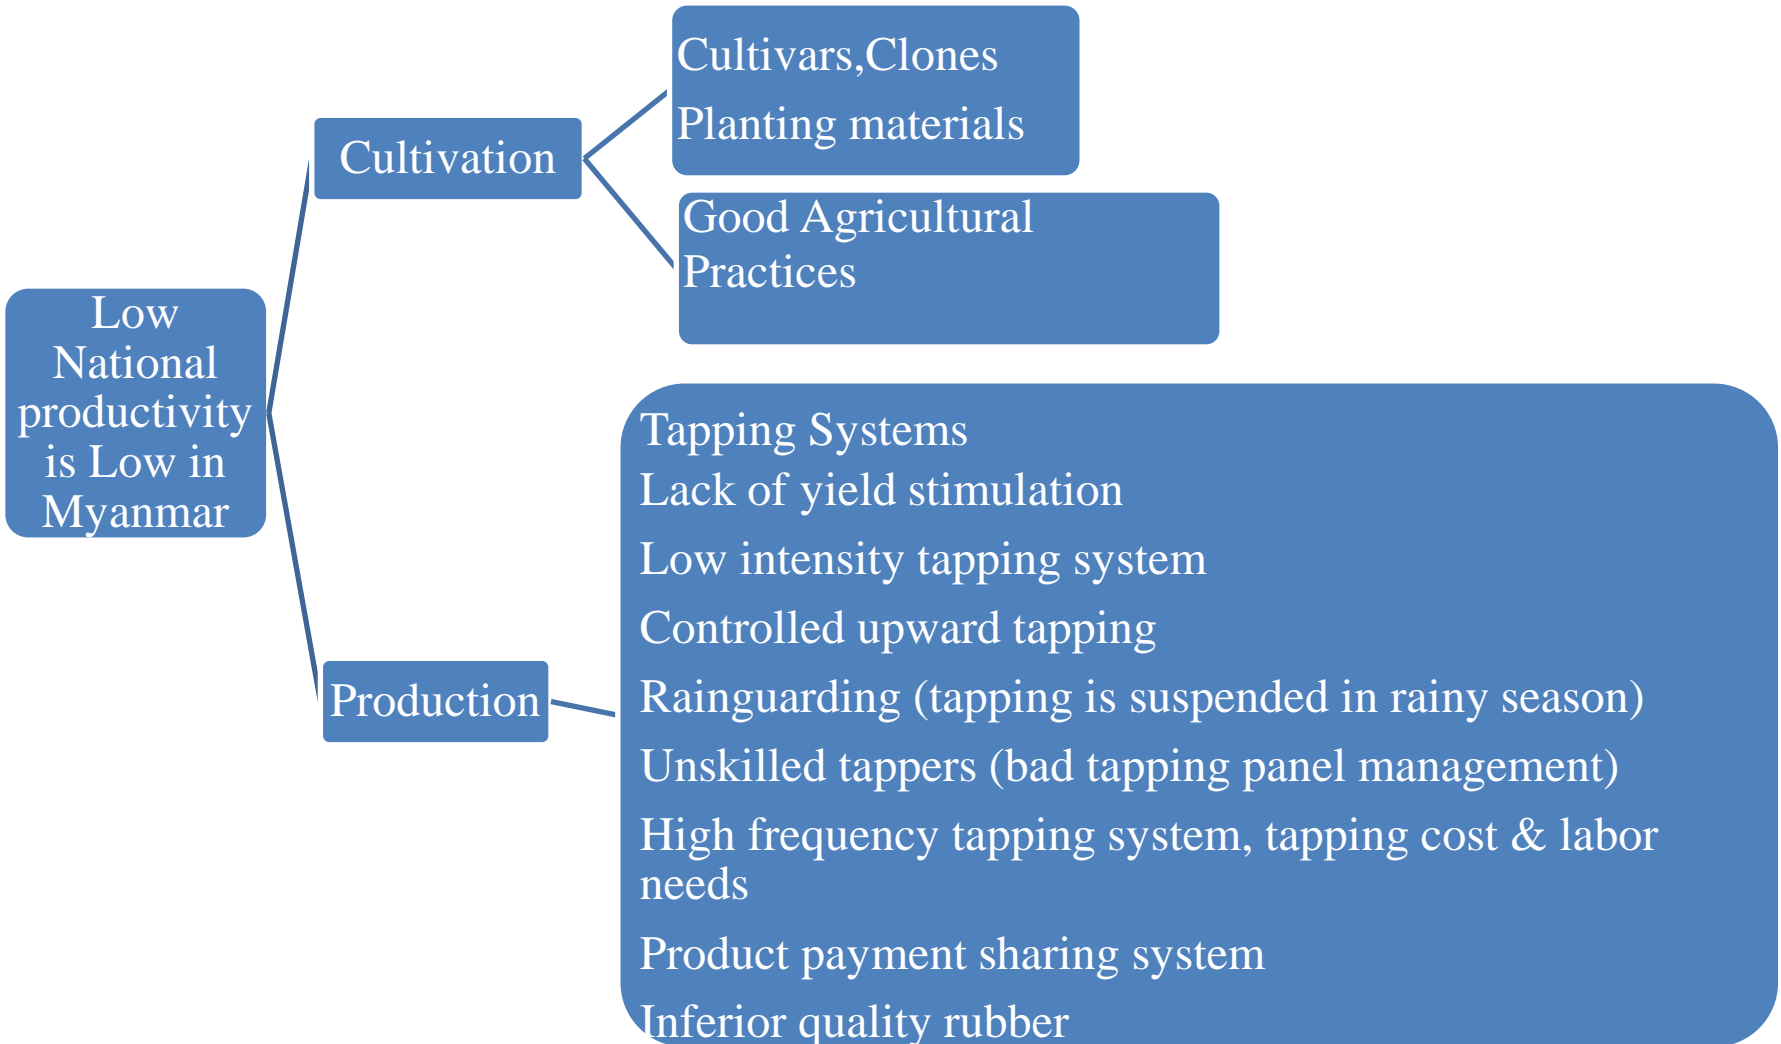 Low
National
productivity
is Low in
Myanmar
Cultivation
Cultivars,Clones
Planting materials
Good Agricultural
Practices
Production
Tapping Systems
Lack of yield stimulation
Low intensity tapping system
Controlled upward tapping
Rainguarding (tapping is suspended in rainy season)
Unskilled tappers (bad tapping panel management)
High frequency tapping system, tapping cost & labor
needs
Product payment sharing system
Inferior quality rubber